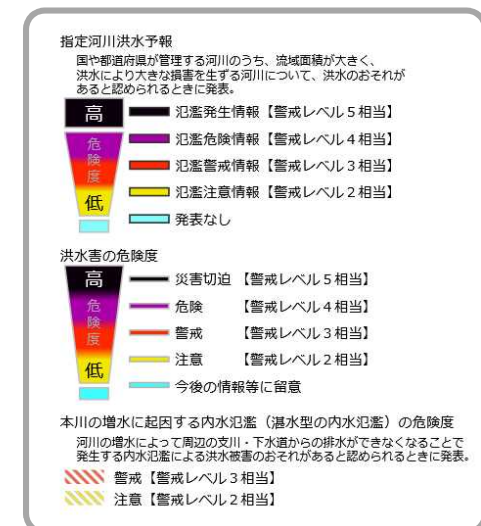 指定河川洪水予報
国や都道府県が管理する河川のうち、流域面積が大きく、
洪水により大きな損害を生ずる河川について、洪水のおそれが
あると認められるときに発表。
高
危険度
低
氾濫発生情報【警戒レベル5相当】
氾濫危険情報【警戒レベル4相当】
氾濫警戒情報【警戒レベル3相当】
氾濫注意情報【警戒レベル2相当】
発表なし
洪水害の危険度
高
危険度
低
災害切迫【警戒レベル5相当】
危険【警戒レベル4相当】
警戒【警戒レベル3相当】
注意【警戒レベル2相当】
今後の情報等に留意
本川の増水に起因する内水氾濫（湛水型の内水氾濫）の危険度
河川の増水によって周辺の支川・下水道からの排水ができなくなることで
発生する内水氾濫による浸水被害のおそれがあると認められるときに発表。
警戒【警戒レベル3相当】
注意【警戒レベル2相当】